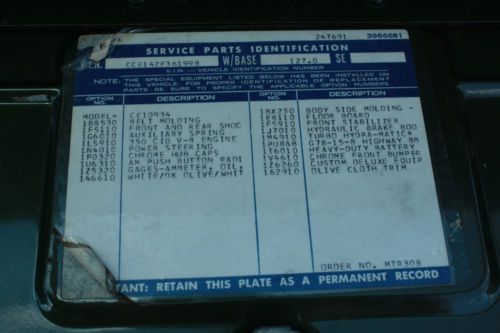 247691 3986681
SERVICE PARTS IDENTIFICATION
V.I.N. CCE142F361998 W/BASE 127.0 SE
V.I.N. — VEHICLE IDENTIFICATION NUMBER
NOTE: THE SPECIAL EQUIPMENT LISTED BELOW HAS BEEN INSTALLED ON
THIS VEHICLE. FOR PROPER IDENTIFICATION OF REPLACEMENT PARTS
BE SURE TO SPECIFY THE APPLICABLE OPTION NUMBERS.
OPTION NO. DESCRIPTION OPTION NO. DESCRIPTION
MODEL= CE10934
1B8530 BELT MOLDING
1F5110 FRONT AND REAR SHOC
1G6010 AUXILIARY SPRING
1L5910 350 CID V-8 ENGINE
1N4010 POWER STEERING
1P0320 CHROME HUB CAPS
1U6310 AM PUSH BUTTON RADI
1Z5320 GAGES-AMMETER, OIL,
146610 WHITE/DK OLIVE/WHIT
1BX230 BODY SIDE MOLDING -
1E8110 FLOOR BOARD
1F5910 FRONT STABILIZER
1J7010 HYDRAULIC BRAKE BOO
1M4910 TURBO HYDRA-MATIC*
G78-15-B HIGHWAY BB
1T6010 HEAVY-DUTY BATTERY
1V4610 CHROME FRONT BUMPER
1Z6260 CUSTOM DELUXE EQUIP
162910 OLIVE CLOTH TRIM
ORDER NO. MT9308
TANT: RETAIN THIS PLATE AS A PERMANENT RECORD